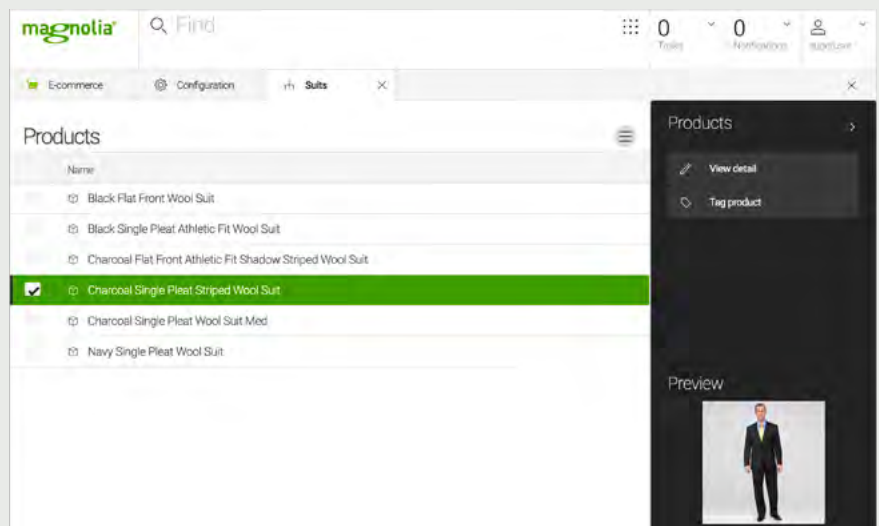 magnolia
Find
0
Tasks
0
Notifications
superuser
E-commerce
Configuration
Suits
Products
Name
Black Flat Front Wool Suit
Black Single Pleat Athletic Fit Wool Suit
Charcoal Flat Front Athletic Fit Shadow Striped Wool Suit
Charcoal Single Pleat Striped Wool Suit
Charcoal Single Pleat Wool Suit Med
Navy Single Pleat Wool Suit
Products
View detail
Tag product
Preview